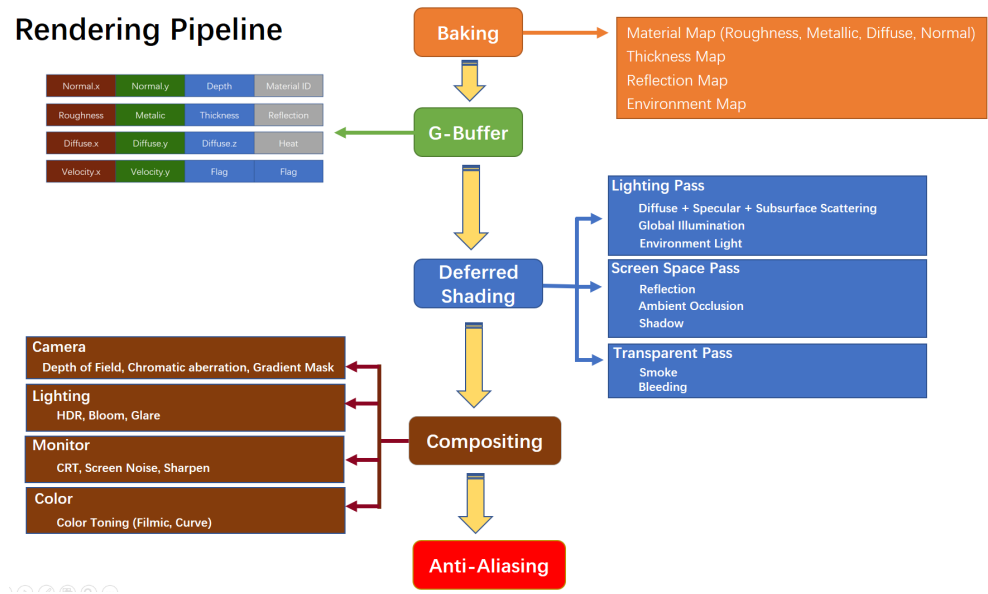 Rendering Pipeline
Baking
Material Map (Roughness, Metallic, Diffuse, Normal)
Thickness Map
Reflection Map
Environment Map
Normal.x Normal.y Depth Material ID
Roughness Metalic Thickness Reflection
Diffuse.x Diffuse.y Diffuse.z Heat
Velocity.x Velocity.y Flag Flag
G-Buffer
Lighting Pass
Diffuse + Specular + Subsurface Scattering
Global Illumination
Environment Light
Deferred
Shading
Screen Space Pass
Reflection
Ambient Occlusion
Shadow
Transparent Pass
Smoke
Bleeding
Camera
Depth of Field, Chromatic aberration, Gradient Mask
Lighting
HDR, Bloom, Glare
Monitor
CRT, Screen Noise, Sharpen
Color
Color Toning (Filmic, Curve)
Compositing
Anti-Aliasing